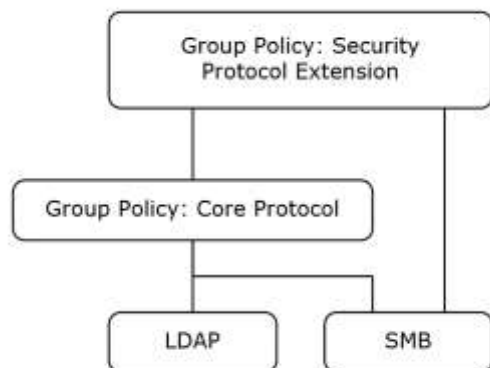 Group Policy: Security
Protocol Extension
Group Policy: Core Protocol
LDAP
SMB